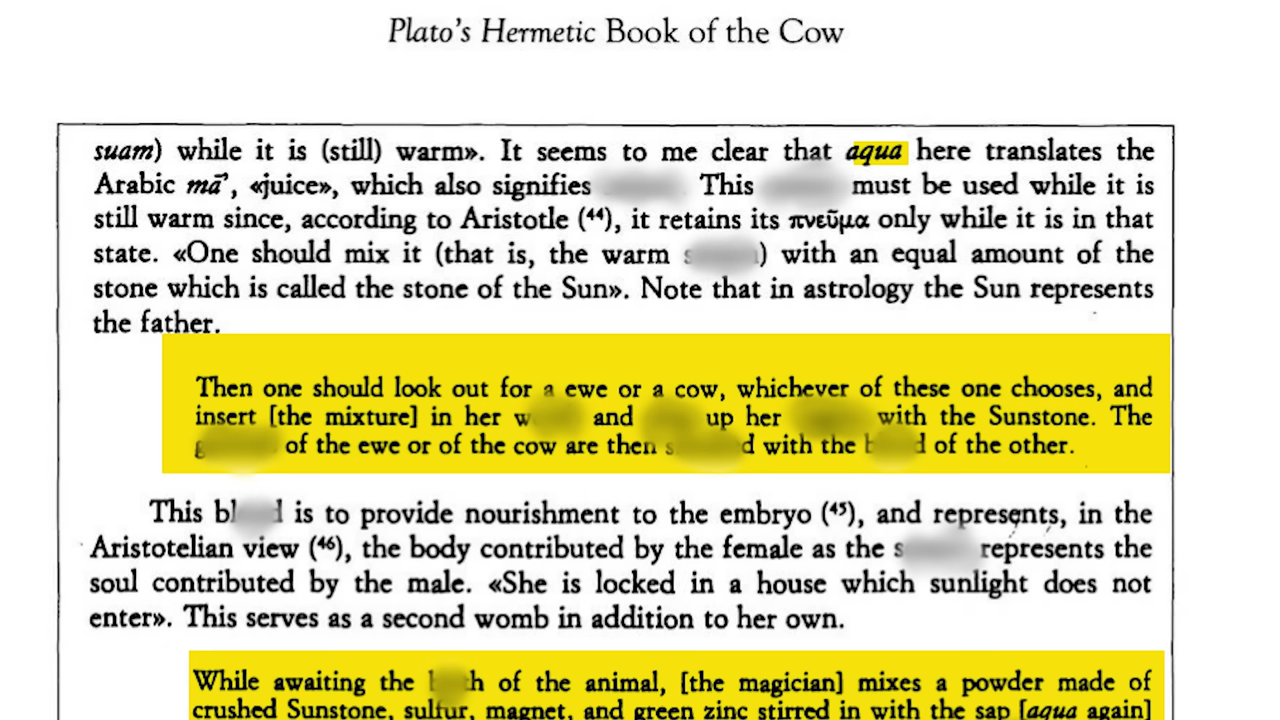 Plato's Hermetic Book of the Cow
suam) while it is (still) warm». It seems to me clear that aqua here translates the
Arabic mā', «juice», which also signifies This must be used while it is
still warm since, according to Aristotle (⁴⁴), it retains its πνεῦμα only while it is in that
state. «One should mix it (that is, the warm ) with an equal amount of the
stone which is called the stone of the Sun». Note that in astrology the Sun represents
the father.
Then one should look out for a ewe or a cow, whichever of these one chooses, and
insert [the mixture] in her and up her with the Sunstone. The
of the ewe or of the cow are then with the of the other.
This is to provide nourishment to the embryo (⁴⁵), and represents, in the
Aristotelian view (⁴⁶), the body contributed by the female as the represents the
soul contributed by the male. «She is locked in a house which sunlight does not
enter». This serves as a second womb in addition to her own.
While awaiting the of the animal, [the magician] mixes a powder made of
crushed Sunstone, sulfur, magnet, and green zinc stirred in with the sap [aqua again]